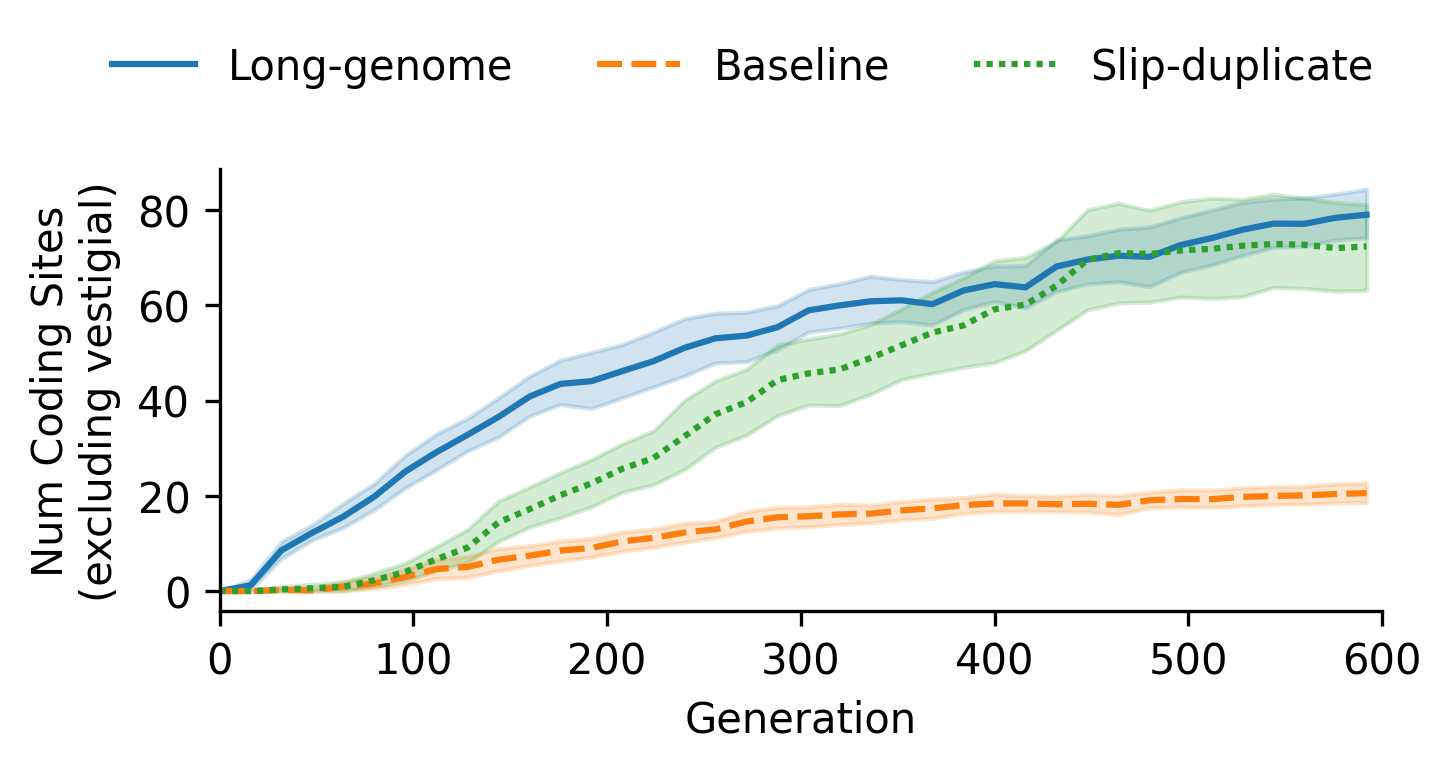 Long-genome Baseline Slip-duplicate
Num Coding Sites
(excluding vestigial)
80
60
40
20
0
0 100 200 300 400 500 600
Generation